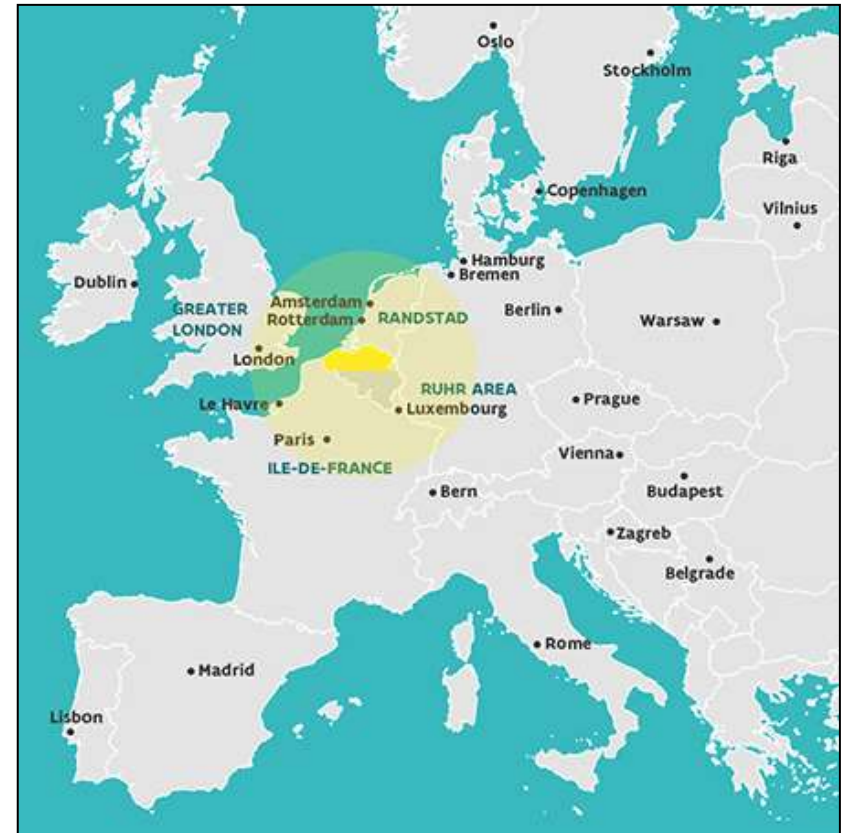 Oslo
Stockholm
Riga
Copenhagen
Vilnius
Hamburg
Bremen
Dublin
Amsterdam
GREATER
LONDON
Rotterdam
RANDSTAD
Berlin
Warsaw
London
RUHR AREA
Le Havre
Luxembourg
Prague
Paris
Vienna
ILE-DE-FRANCE
Bern
Budapest
Zagreb
Belgrade
Rome
Madrid
Lisbon